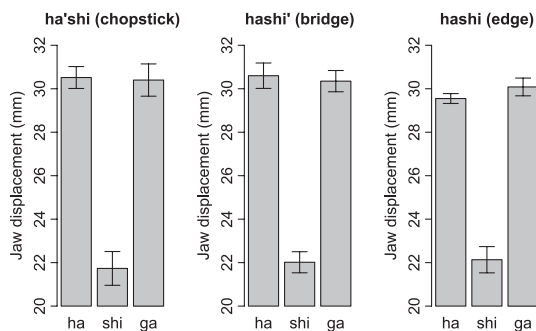 ha'shi (chopstick)
Jaw displacement (mm)
20 22 24 26 28 30 32
ha shi ga
hashi' (bridge)
Jaw displacement (mm)
20 22 24 26 28 30 32
ha shi ga
hashi (edge)
Jaw displacement (mm)
20 22 24 26 28 30 32
ha shi ga